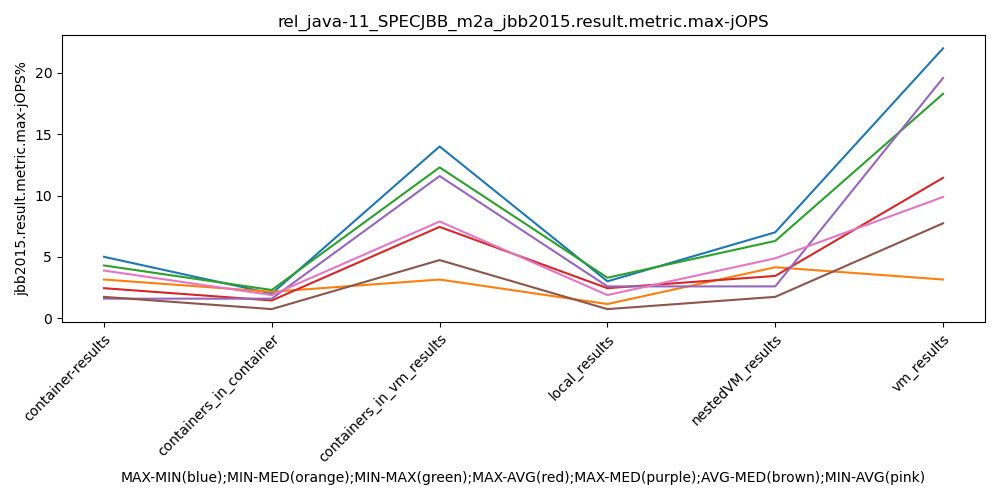 rel_java-11_SPECJBB_m2a_jbb2015.result.metric.max-jOPS
jbb2015.result.metric.max-jOPS%
20
15
10
5
0
container-results
containers_in_container
containers_in_vm_results
local_results
nestedVM_results
vm_results
MAX-MIN(blue);MIN-MED(orange);MIN-MAX(green);MAX-AVG(red);MAX-MED(purple);AVG-MED(brown);MIN-AVG(pink)